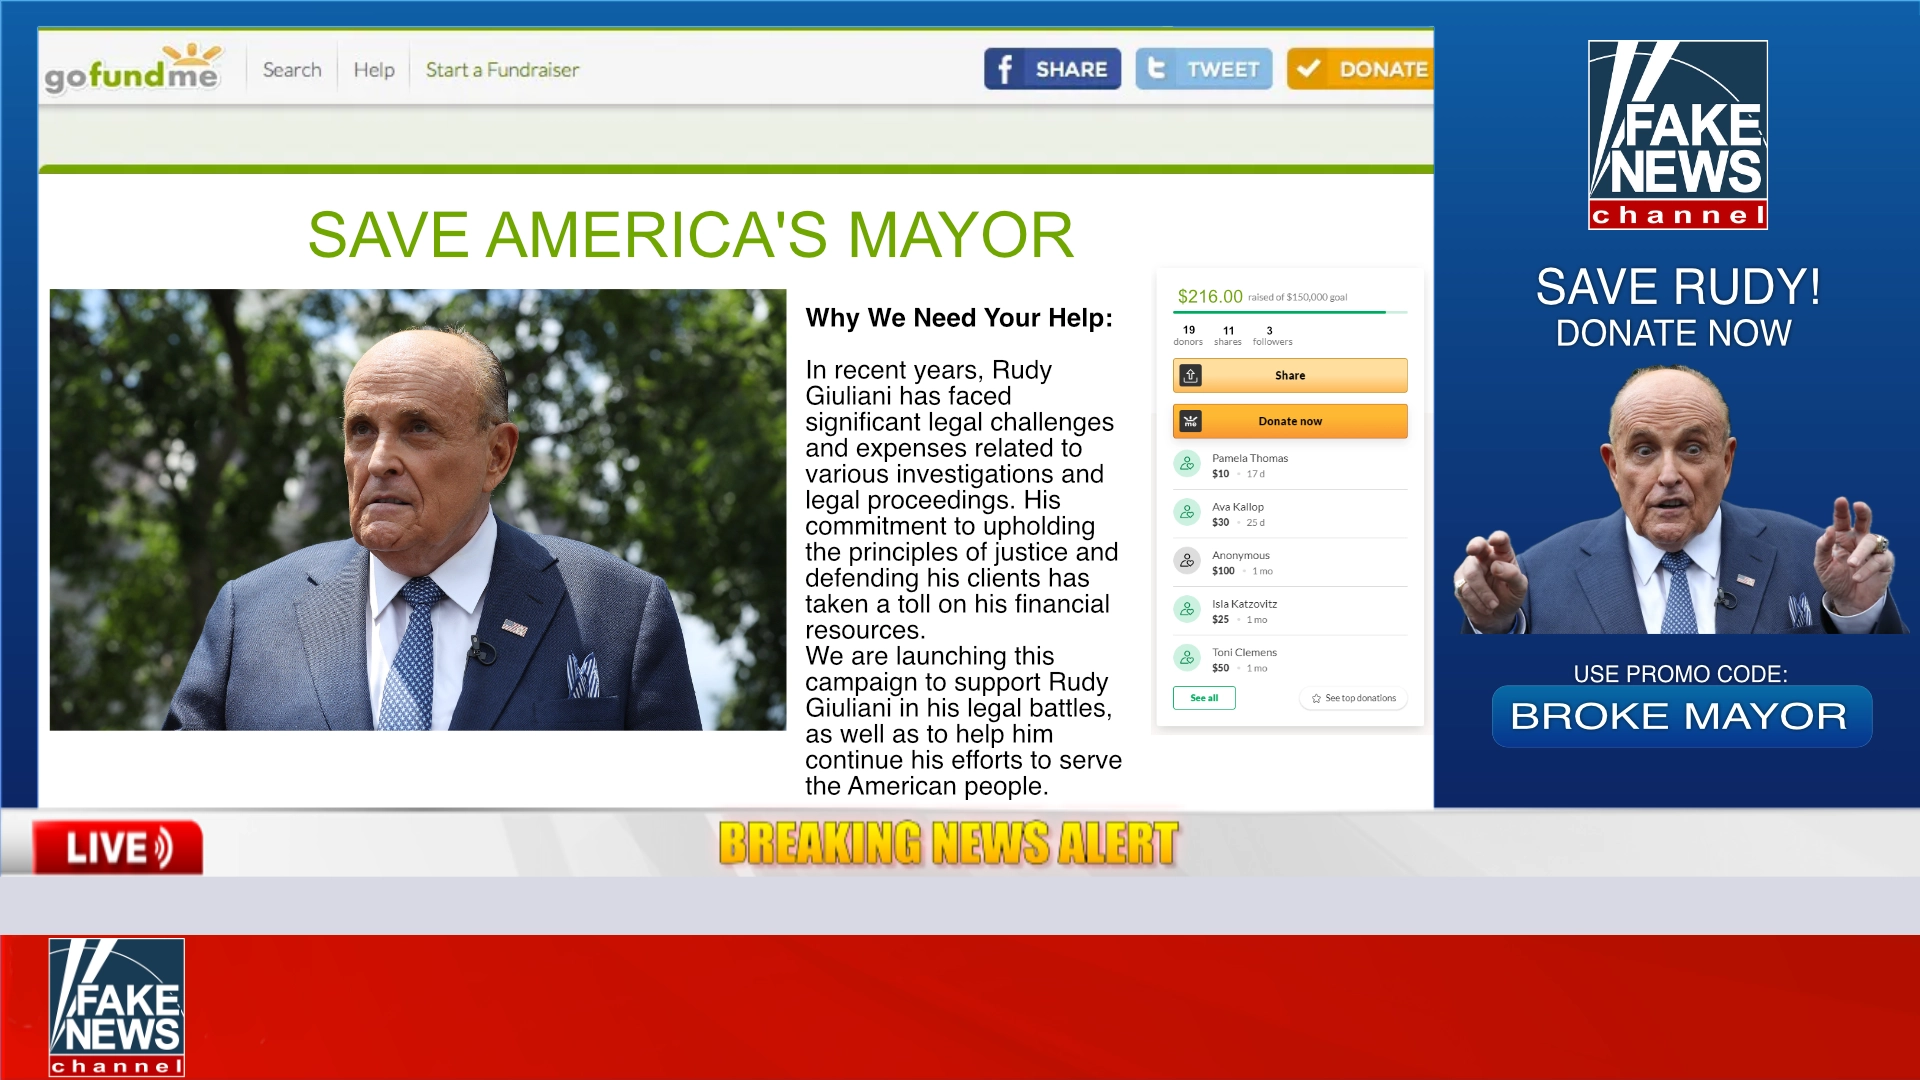 gofundme
Search
Help
Start a Fundraiser
f SHARE
t TWEET
DONATE
FAKE
NEWS
channel
SAVE AMERICA'S MAYOR
SAVE RUDY!
DONATE NOW
Why We Need Your Help:
In recent years, Rudy
Giuliani has faced
significant legal challenges
and expenses related to
various investigations and
legal proceedings. His
commitment to upholding
the principles of justice and
defending his clients has
taken a toll on his financial
resources.
We are launching this
campaign to support Rudy
Giuliani in his legal battles,
as well as to help him
continue his efforts to serve
the American people.
$216.00 raised of $150,000 goal
19 11 3
donors shares followers
Share
me Donate now
Pamela Thomas
$10 • 17 d
Ava Kallop
$30 • 25 d
Anonymous
$100 • 1 mo
Isla Katzovitz
$25 • 1 mo
Toni Clemens
$50 • 1 mo
See all
See top donations
USE PROMO CODE:
BROKE MAYOR
LIVE
BREAKING NEWS ALERT
FAKE
NEWS
channel